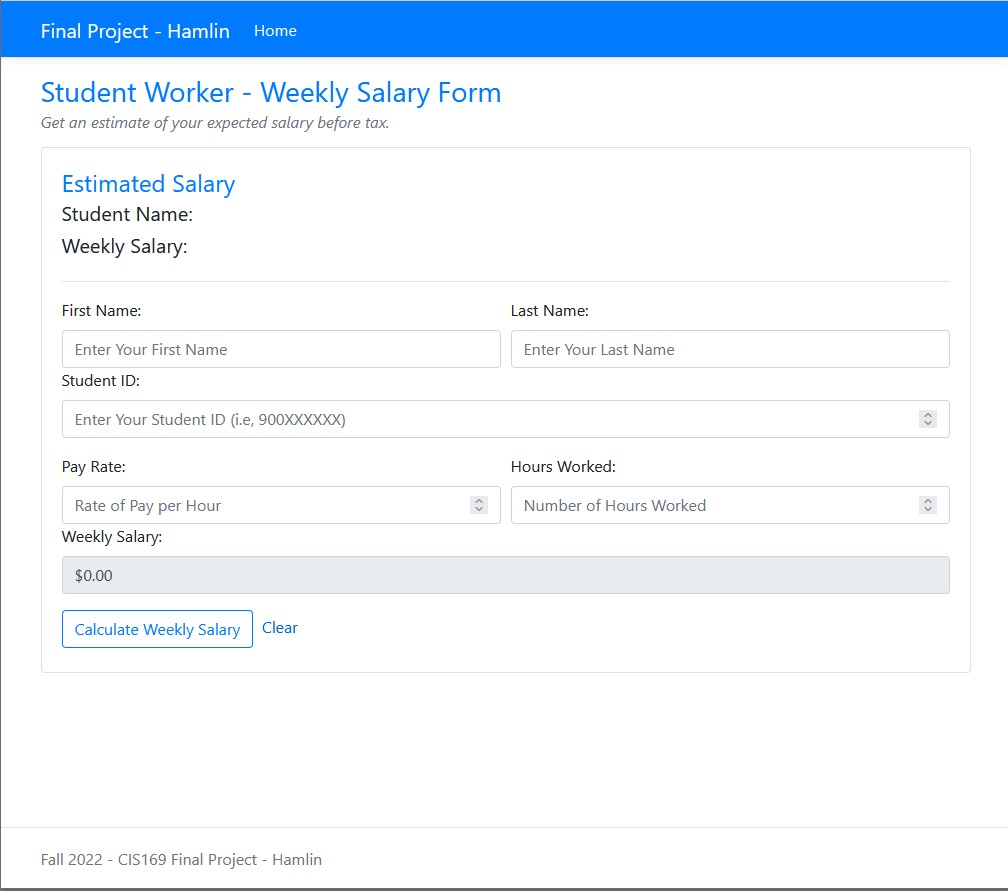 Final Project - Hamlin Home
Student Worker - Weekly Salary Form
Get an estimate of your expected salary before tax.
Estimated Salary
Student Name:
Weekly Salary:
First Name: Last Name:
Enter Your First Name Enter Your Last Name
Student ID:
Enter Your Student ID (i.e, 900XXXXXX)
Pay Rate: Hours Worked:
Rate of Pay per Hour Number of Hours Worked
Weekly Salary:
$0.00
Calculate Weekly Salary Clear
Fall 2022 - CIS169 Final Project - Hamlin